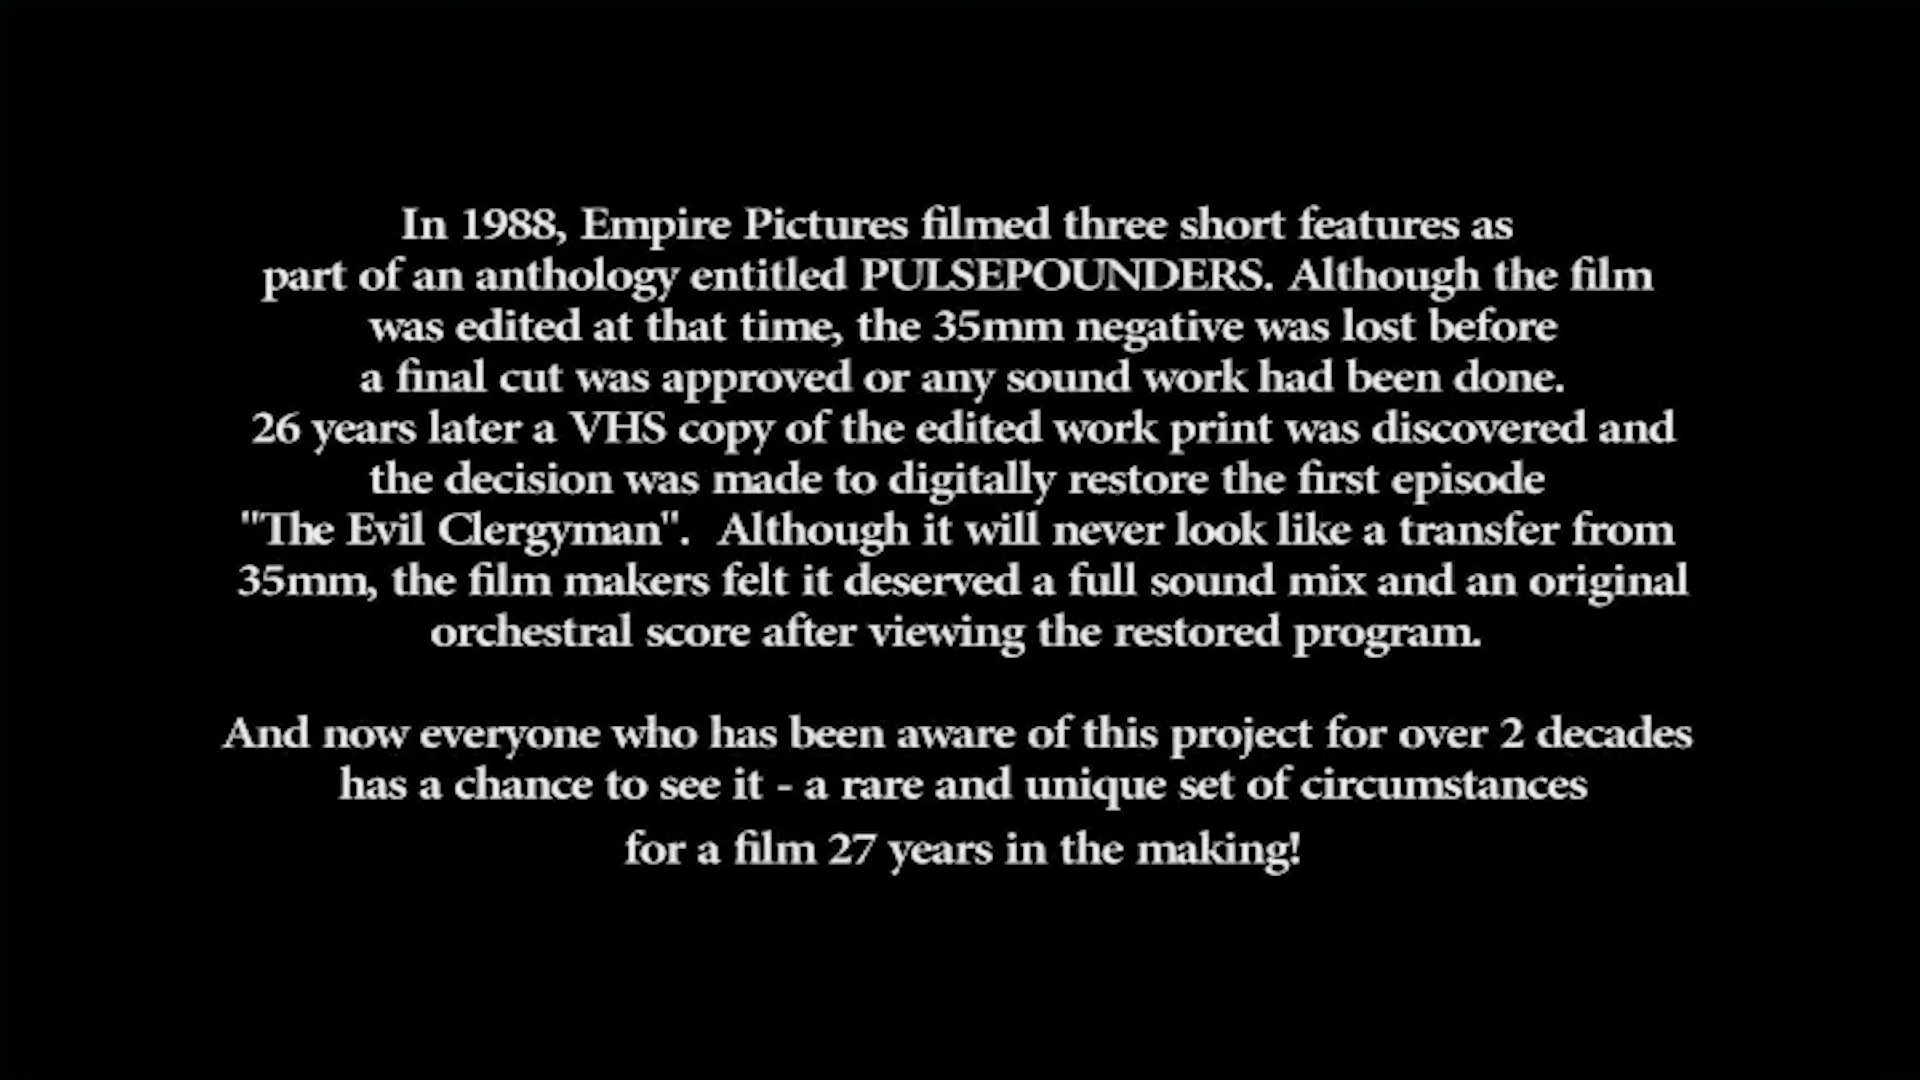 In 1988, Empire Pictures filmed three short features as
part of an anthology entitled PULSEPOUNDERS. Although the film
was edited at that time, the 35mm negative was lost before
a final cut was approved or any sound work had been done.
26 years later a VHS copy of the edited work print was discovered and
the decision was made to digitally restore the first episode
"The Evil Clergyman".  Although it will never look like a transfer from
35mm, the film makers felt it deserved a full sound mix and an original
orchestral score after viewing the restored program.
And now everyone who has been aware of this project for over 2 decades
has a chance to see it - a rare and unique set of circumstances
for a film 27 years in the making!